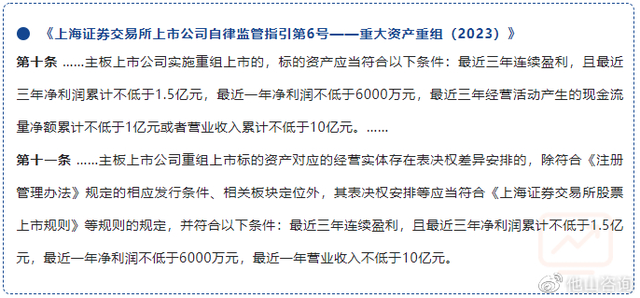 《上海证券交易所上市公司自律监管指引第6号——重大资产重组（2023）》
第十条 ……主板上市公司实施重组上市的，标的资产应当符合以下条件：最近三年连续盈利，且最近
三年净利润累计不低于1.5亿元，最近一年净利润不低于6000万元，最近三年经营活动产生的现金流
量净额累计不低于1亿元或者营业收入累计不低于10亿元。……
第十一条 ……主板上市公司重组上市标的资产对应的经营实体存在表决权差异安排的，除符合《注册
管理办法》规定的相应发行条件、相关板块定位外，其表决权安排等应当符合《上海证券交易所股票
上市规则》等规则的规定，并符合以下条件：最近三年连续盈利，且最近三年净利润累计不低于1.5
亿元，最近一年净利润不低于6000万元，最近一年营业收入不低于10亿元。
@他山咨询